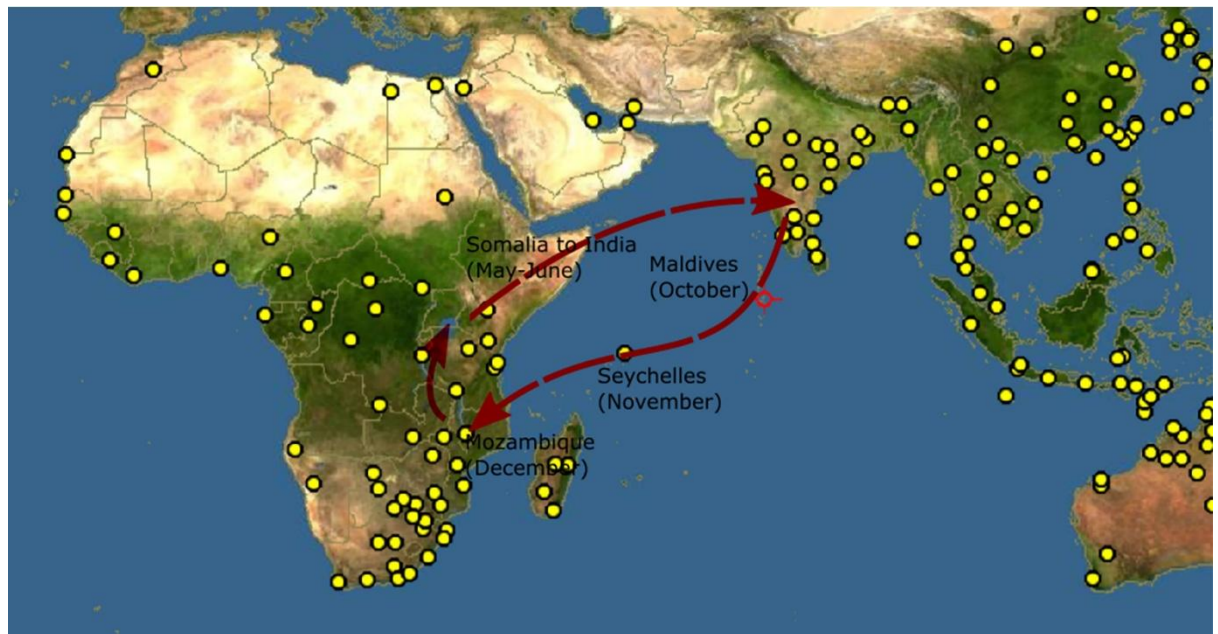 Somalia to India
(May-June)
Maldives
(October)
Seychelles
(November)
Mozambique
(December)